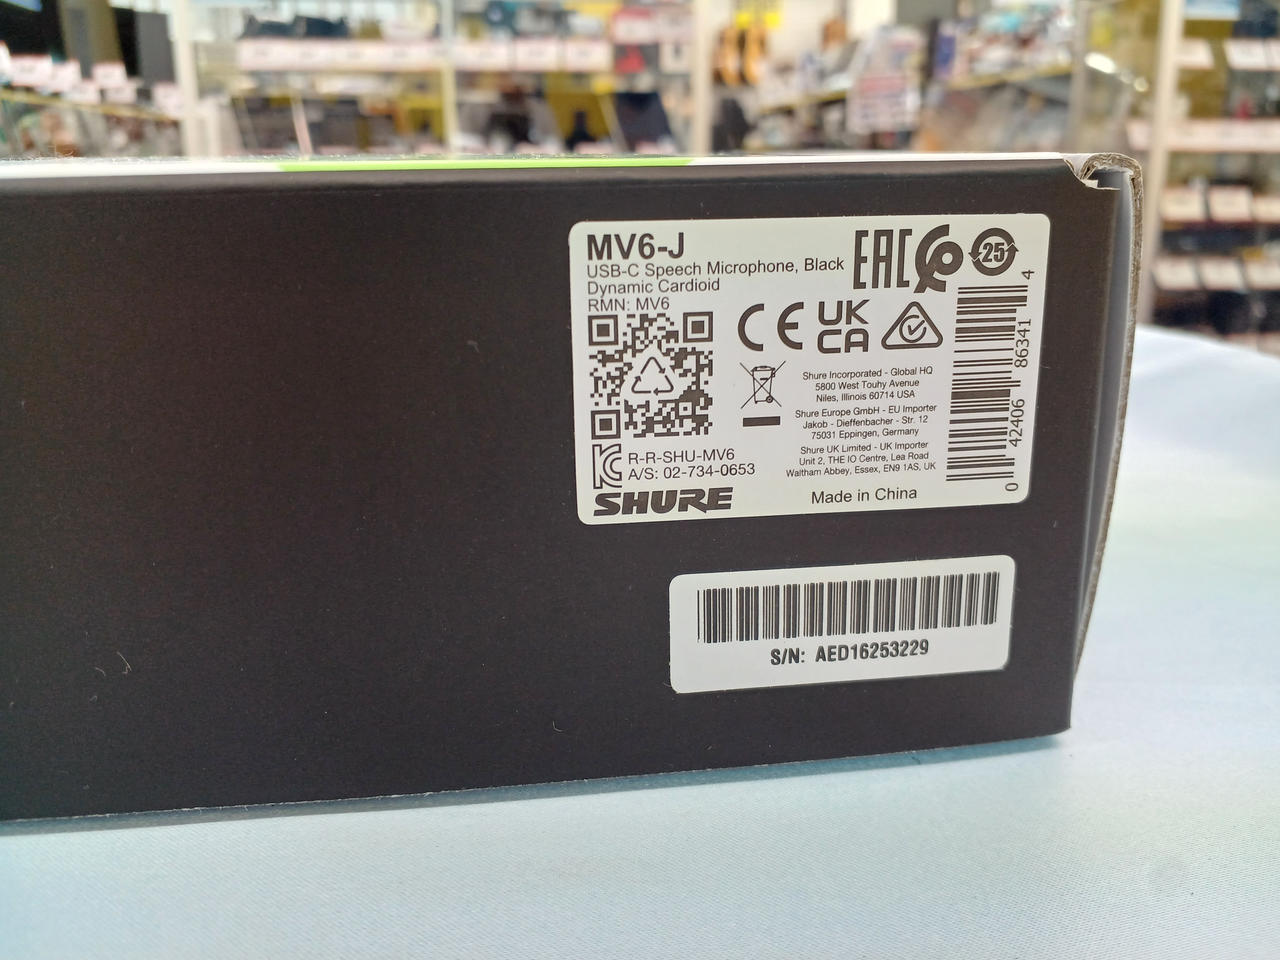 MV6-J
USB-C Speech Microphone, Black
Dynamic Cardioid
RMN: MV6
EAC
25
CE
UK
CA
Shure Incorporated - Global HQ
5800 West Touhy Avenue
Niles, Illinois 60714 USA
Shure Europe GmbH - EU Importer
Jakob - Dieffenbacher - Str. 12
75031 Eppingen, Germany
Shure UK Limited - UK Importer
Unit 2, THE IO Centre, Lea Road
Waltham Abbey, Essex, EN9 1AS, UK
R-R-SHU-MV6
A/S: 02-734-0653
SHURE
Made in China
0 42406 86341 4
S/N: AED16253229